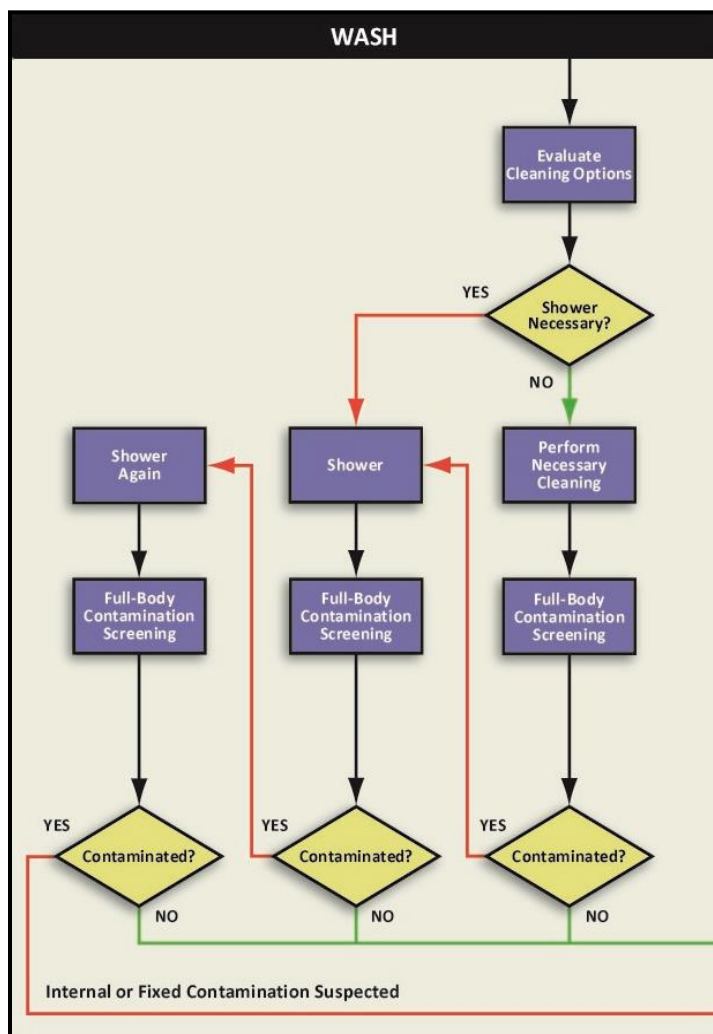 WASH
Evaluate
Cleaning Options
YES
Shower
Necessary?
NO
Shower
Again
Shower
Perform
Necessary
Cleaning
Full-Body
Contamination
Screening
Full-Body
Contamination
Screening
Full-Body
Contamination
Screening
YES
Contaminated?
NO
YES
Contaminated?
NO
YES
Contaminated?
NO
Internal or Fixed Contamination Suspected